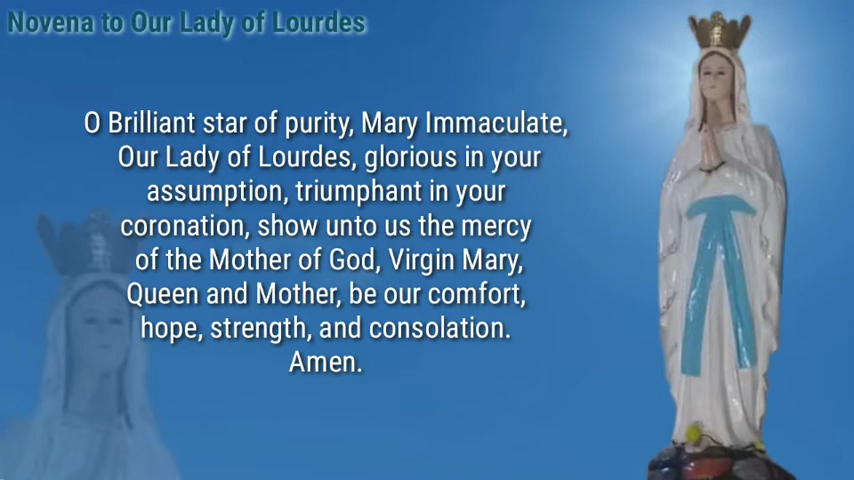 Novena to Our Lady of Lourdes
O Brilliant star of purity, Mary Immaculate,
Our Lady of Lourdes, glorious in your
assumption, triumphant in your
coronation, show unto us the mercy
of the Mother of God, Virgin Mary,
Queen and Mother, be our comfort,
hope, strength, and consolation.
Amen.